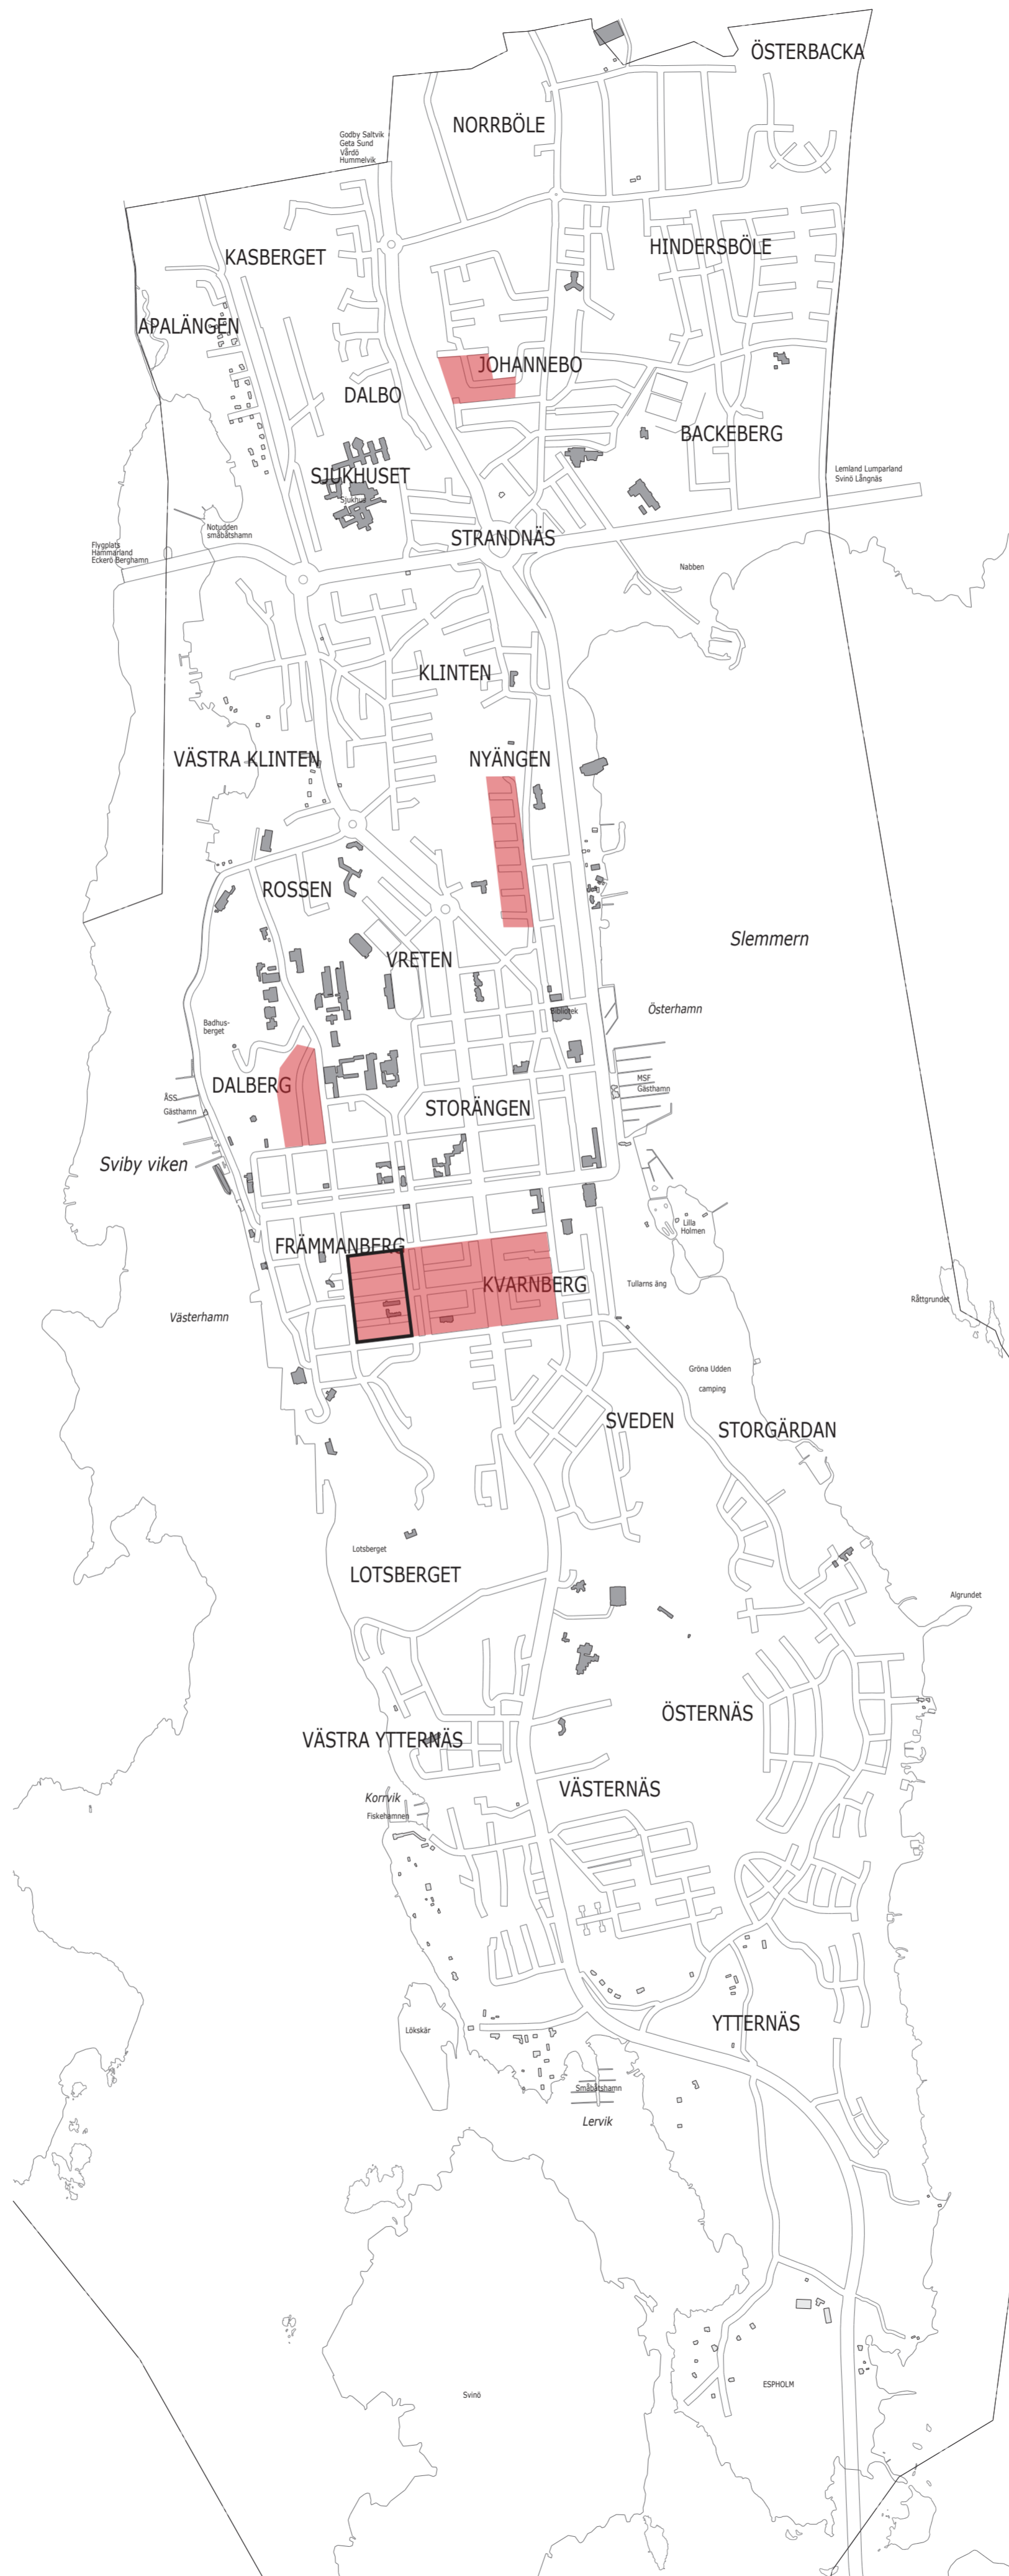 ÖSTERBACKA
NORRBÖLE
Godby Saltvik
Geta Sund
Vårdö
Hummelvik
HINDERSBÖLE
KASBERGET
APALÄNGEN
JOHANNEBO
DALBO
BACKEBERG
SJUKHUSET
Sjukhus
Lemland Lumparland
Svinö Långnäs
Notudden
småbåtshamn
STRANDNÄS
Flygplats
Hammarland
Eckerö Berghamn
Nabben
KLINTEN
VÄSTRA KLINTEN
NYÄNGEN
ROSSEN
Slemmern
VRETEN
Österhamn
Bibliotek
Badhus-
berget
MSF
Gästhamn
DALBERG
ÅSS
Gästhamn
STORÄNGEN
Sviby viken
Lilla
Holmen
FRÄMMANBERG
KVARNBERG
Tullarns äng
Råttgrundet
Västerhamn
Gröna Udden
camping
SVEDEN
STORGÄRDAN
Lotsberget
LOTSBERGET
Algrundet
ÖSTERNÄS
VÄSTRA YTTERNÄS
VÄSTERNÄS
Korrvik
Fiskehamnen
YTTERNÄS
Lökskär
Småbåtshamn
Lervik
ESPHOLM
Svinö